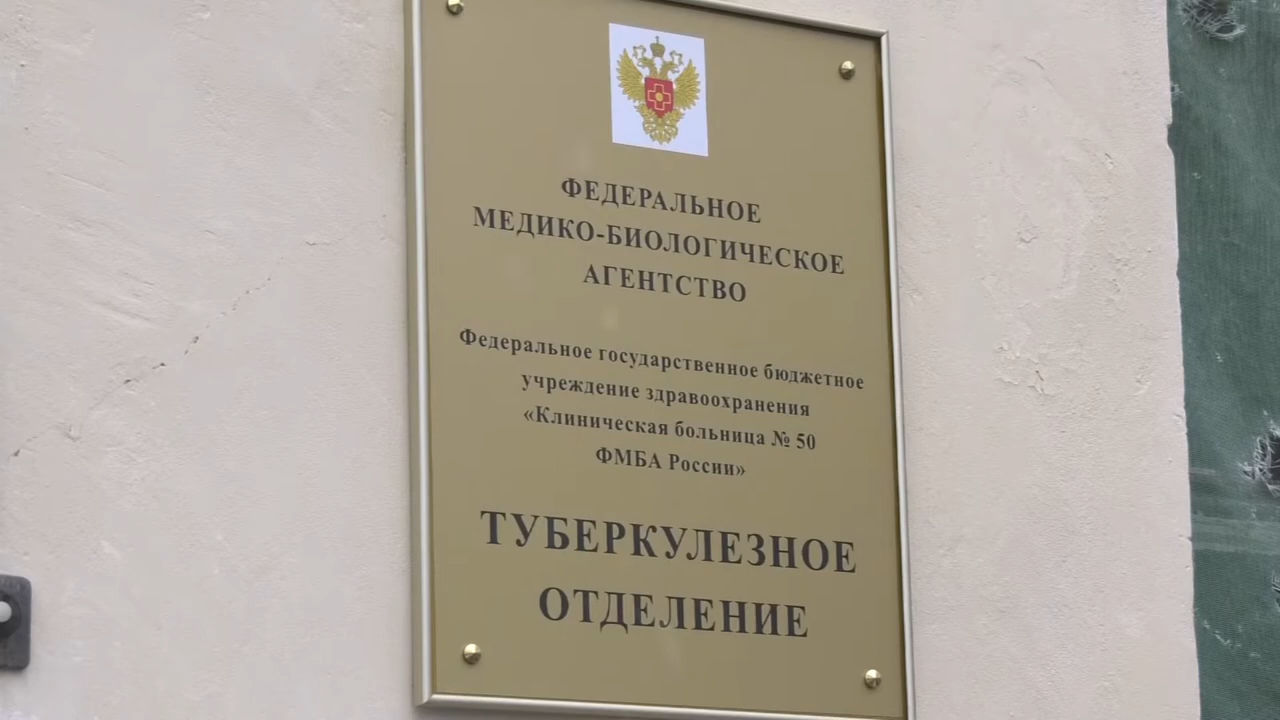 ФЕДЕРАЛЬНОЕ
МЕДИКО-БИОЛОГИЧЕСКОЕ
АГЕНТСТВО
Федеральное государственное бюджетное
учреждение здравоохранения
«Клиническая больница № 50
ФМБА России»
ТУБЕРКУЛЕЗНОЕ
ОТДЕЛЕНИЕ